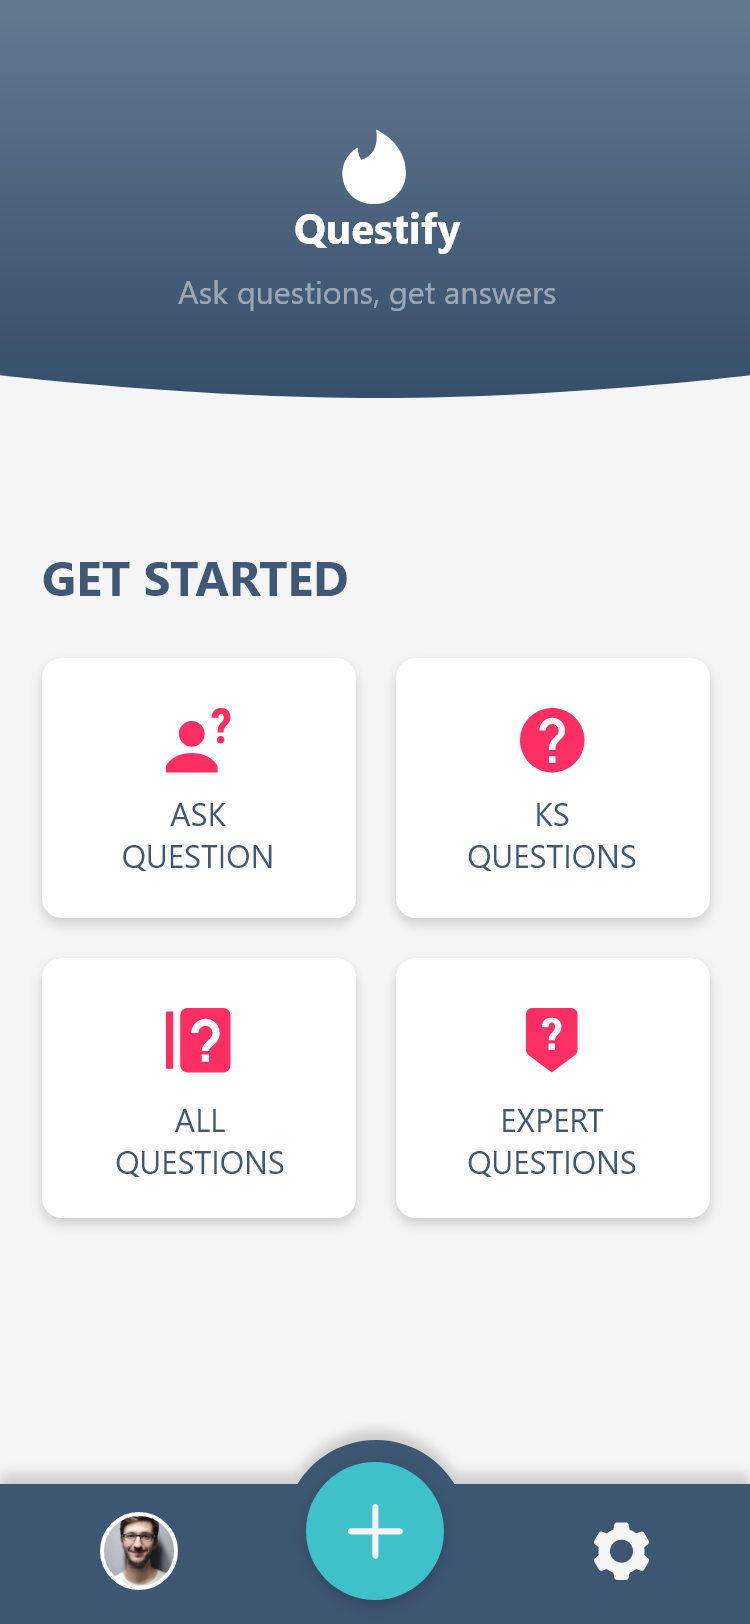 Questify
Ask questions, get answers
GET STARTED
ASK
QUESTION
KS
QUESTIONS
ALL
QUESTIONS
EXPERT
QUESTIONS